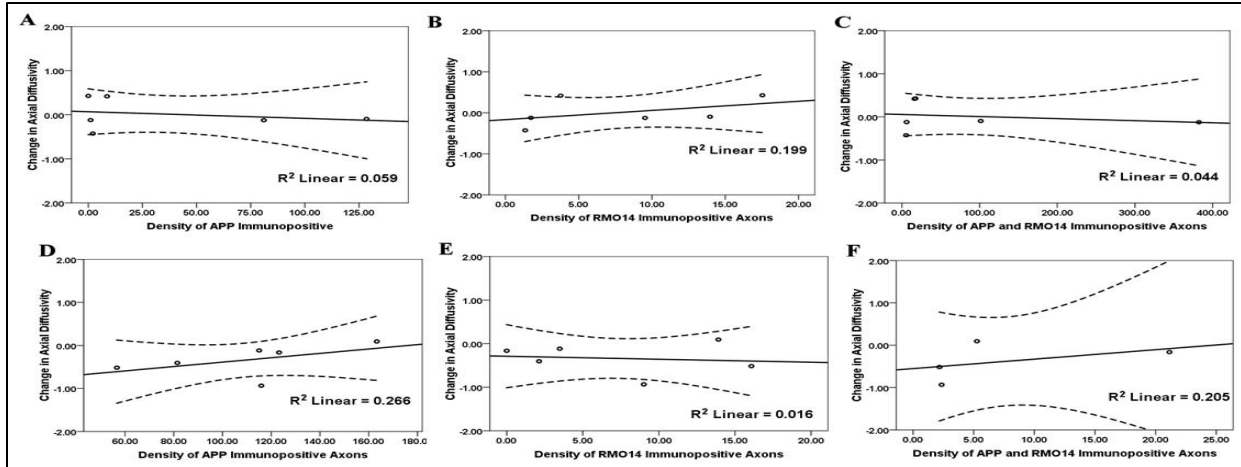 A
Change in Axial Diffusivity
2.00
1.00
0.00
-1.00
-2.00
R² Linear = 0.059
0.00 25.00 50.00 75.00 100.00 125.00
Density of APP Immunopositive
B
Change in Axial Diffusivity
2.00
1.00
0.00
-1.00
-2.00
R² Linear = 0.199
0.00 5.00 10.00 15.00 20.00
Density of RMO14 Immunopositive Axons
C
Change in Axial Diffusivity
2.00
1.00
0.00
-1.00
-2.00
R² Linear = 0.044
0.00 100.00 200.00 300.00 400.00
Density of APP and RMO14 Immunopositive Axons
D
Change in Axial Diffusivity
2.00
1.00
0.00
-1.00
-2.00
R² Linear = 0.266
60.00 80.00 100.00 120.00 140.00 160.00 180.0
Density of APP Immunopositive Axons
E
Change in Axial Diffusivity
2.00
1.00
0.00
-1.00
-2.00
R² Linear = 0.016
0.00 5.00 10.00 15.00 20.00
Density of RMO14 Immunopositive Axons
F
Change in Axial Diffusivity
2.00
1.00
0.00
-1.00
-2.00
R² Linear = 0.205
0.00 5.00 10.00 15.00 20.00 25.00
Density of APP and RMO14 Immunopositive Axons